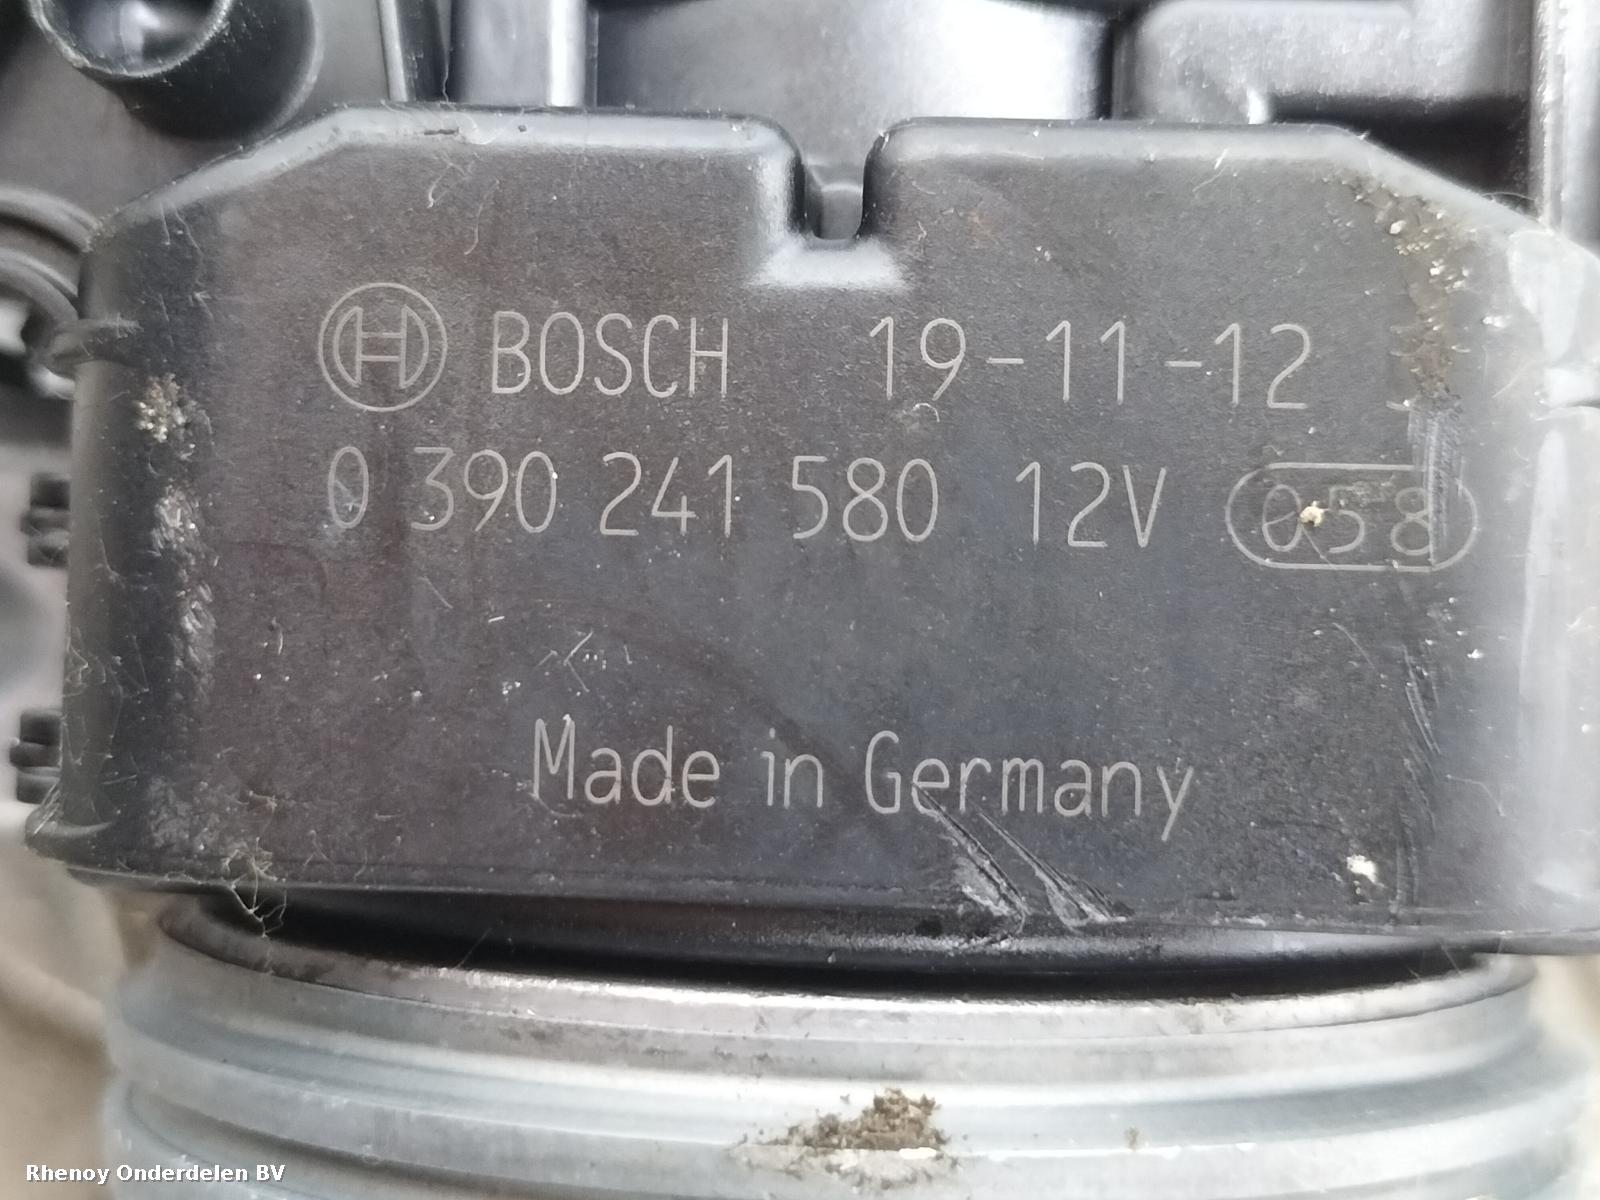 BOSCH 19-11-12
0 390 241 580 12V 058
Made in Germany
Rhenoy Onderdelen BV